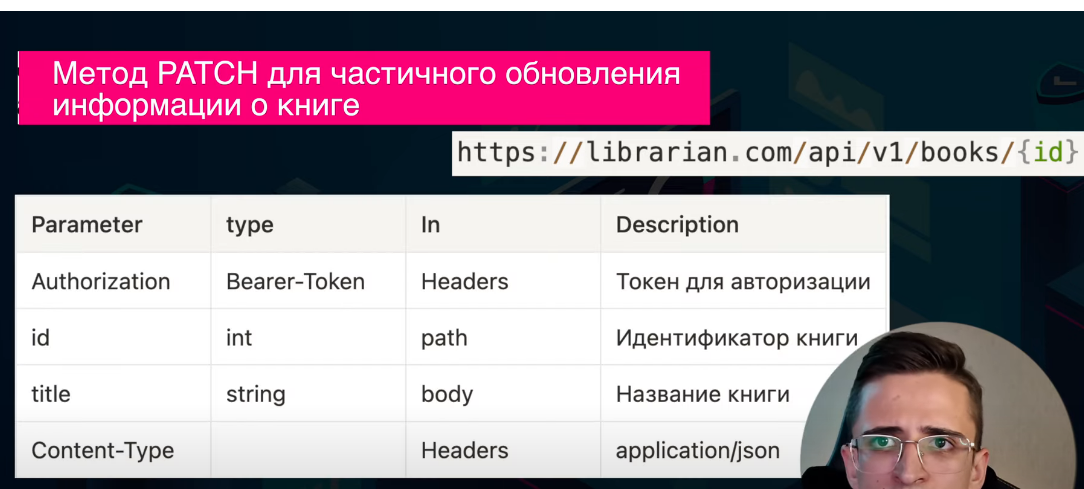 Метод PATCH для частичного обновления
информации о книге
https://librarian.com/api/v1/books/{id}
Parameter type In Description
Authorization Bearer-Token Headers Токен для авторизации
id int path Идентификатор книги
title string body Название книги
Content-Type Headers application/json